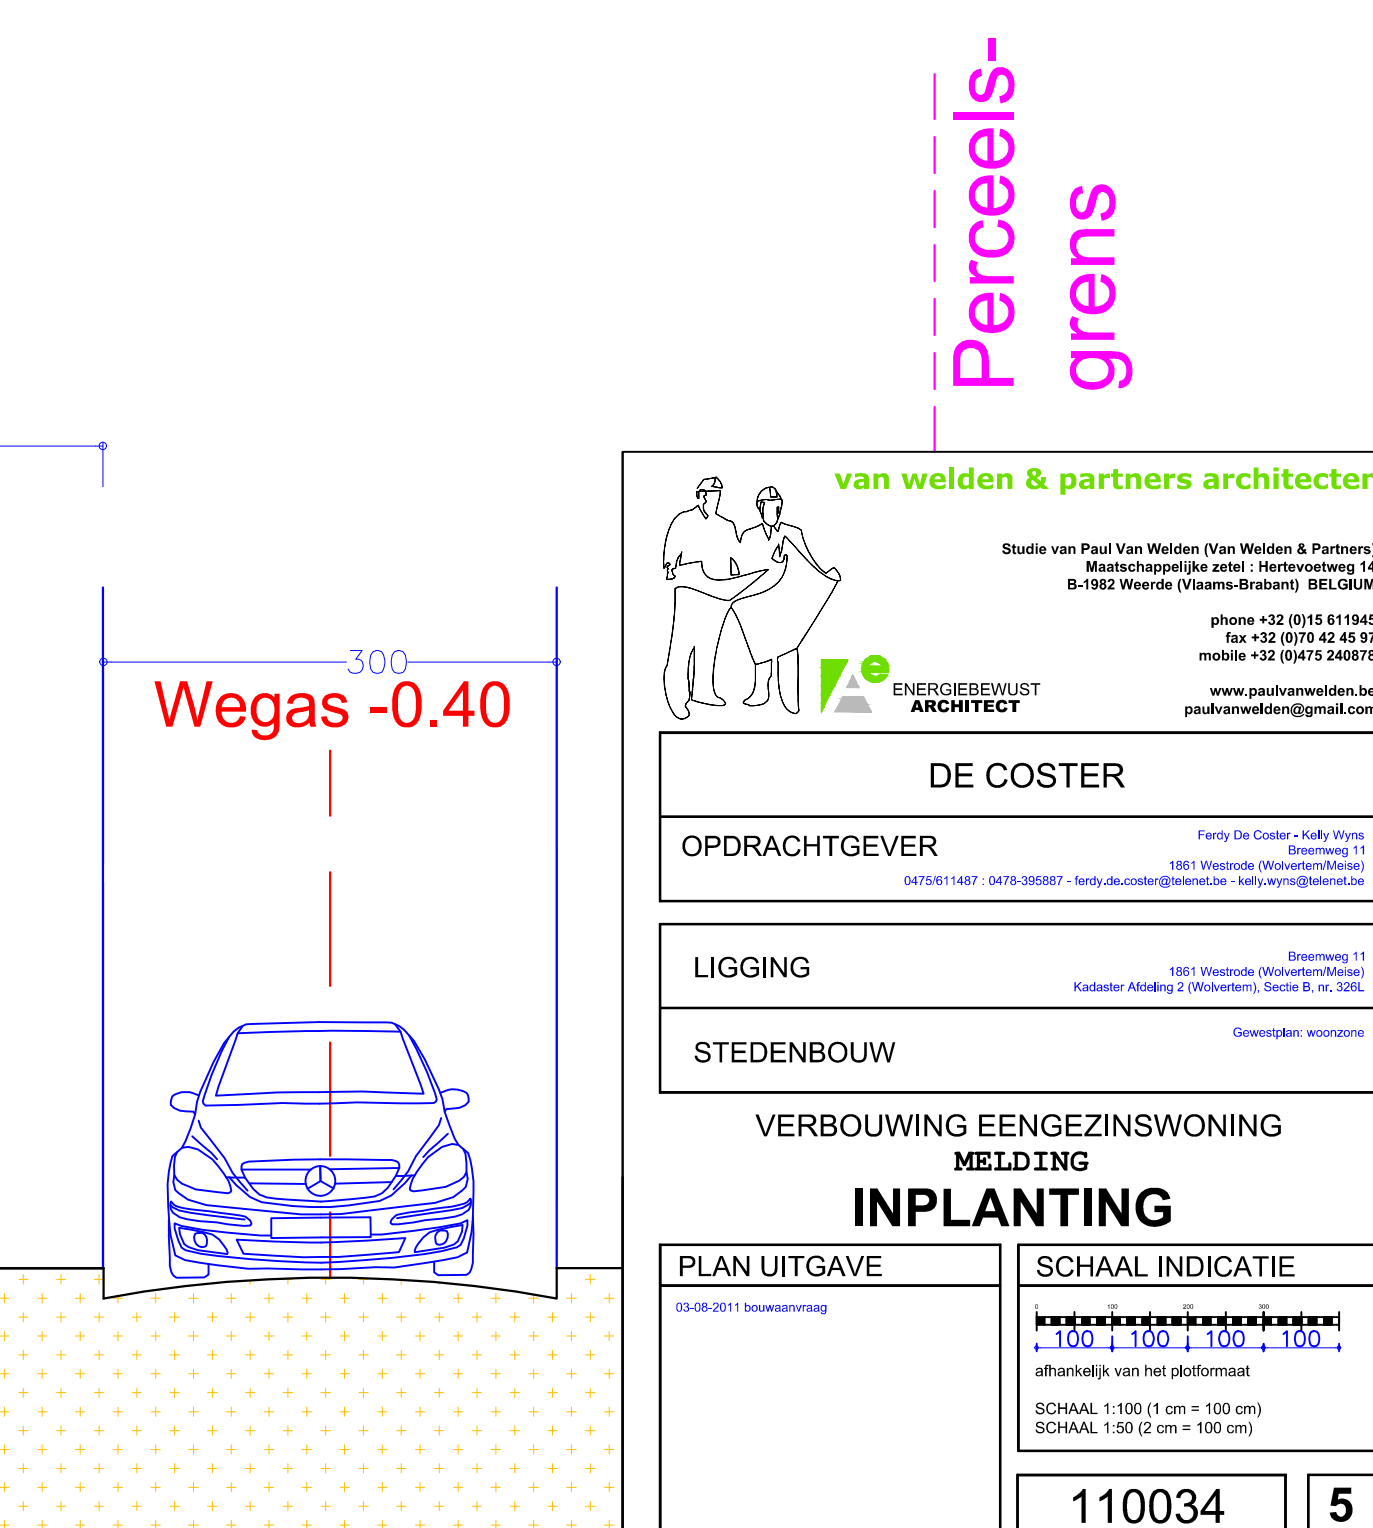 Perceels-
grens
300
Wegas -0.40
van welden & partners architecten
Studie van Paul Van Welden (Van Welden & Partners)
Maatschappelijke zetel : Hertevoetweg 14
B-1982 Weerde (Vlaams-Brabant) BELGIUM
phone +32 (0)15 611945
fax +32 (0)70 42 45 97
mobile +32 (0)475 240878
www.paulvanwelden.be
paulvanwelden@gmail.com
e
A
ENERGIEBEWUST
ARCHITECT
DE COSTER
OPDRACHTGEVER
Ferdy De Coster - Kelly Wyns
Breemweg 11
1861 Westrode (Wolvertem/Meise)
0475/611487 : 0478-395887 - ferdy.de.coster@telenet.be - kelly.wyns@telenet.be
LIGGING
Breemweg 11
1861 Westrode (Wolvertem/Meise)
Kadaster Afdeling 2 (Wolvertem), Sectie B, nr. 326L
STEDENBOUW
Gewestplan: woonzone
VERBOUWING EENGEZINSWONING
MELDING
INPLANTING
PLAN UITGAVE
03-08-2011 bouwaanvraag
SCHAAL INDICATIE
0 100 200 300
100 100 100 100
afhankelijk van het plotformaat
SCHAAL 1:100 (1 cm = 100 cm)
SCHAAL 1:50 (2 cm = 100 cm)
110034
5